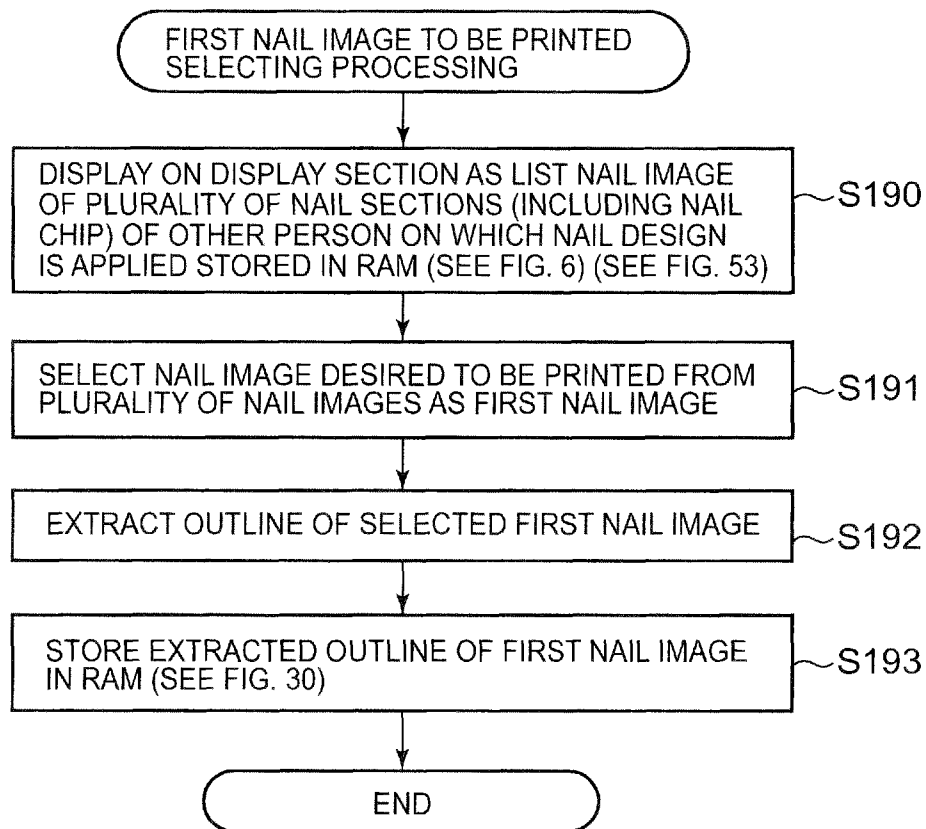 FIRST NAIL IMAGE TO BE PRINTED
SELECTING PROCESSING
DISPLAY ON DISPLAY SECTION AS LIST NAIL IMAGE
OF PLURALITY OF NAIL SECTIONS (INCLUDING NAIL
CHIP) OF OTHER PERSON ON WHICH NAIL DESIGN
IS APPLIED STORED IN RAM (SEE FIG. 6) (SEE FIG. 53)
S190
SELECT NAIL IMAGE DESIRED TO BE PRINTED FROM
PLURALITY OF NAIL IMAGES AS FIRST NAIL IMAGE
S191
EXTRACT OUTLINE OF SELECTED FIRST NAIL IMAGE
S192
STORE EXTRACTED OUTLINE OF FIRST NAIL IMAGE
IN RAM (SEE FIG. 30)
S193
END